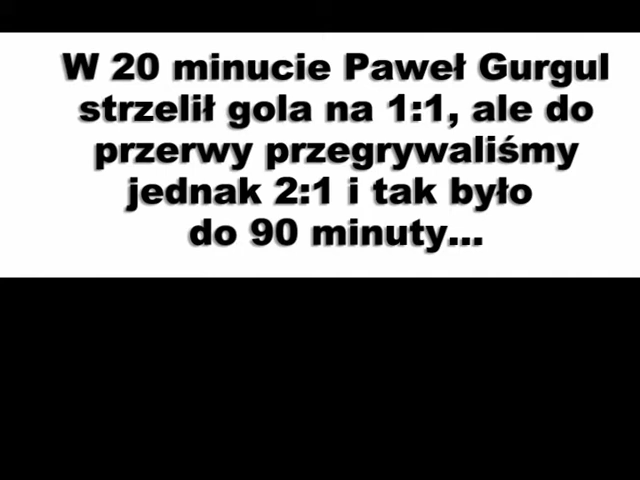 W 20 minucie Paweł Gurgul
strzelił gola na 1:1, ale do
przerwy przegrywaliśmy
jednak 2:1 i tak było
do 90 minuty...